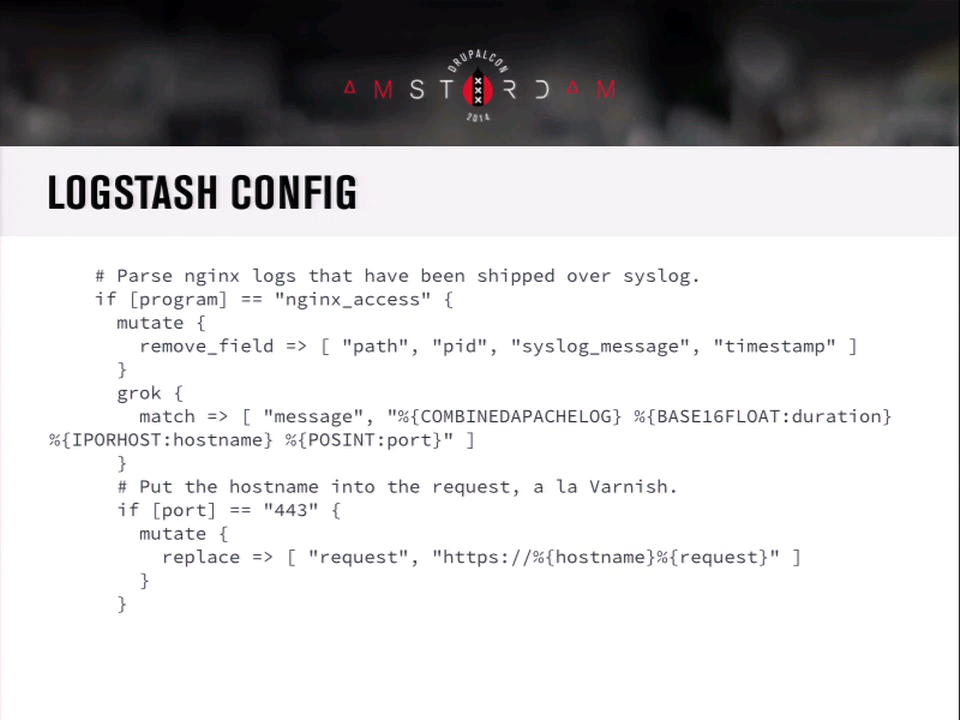 DRUPALCON
AMSTERDAM
2014
LOGSTASH CONFIG
# Parse nginx logs that have been shipped over syslog.
if [program] == "nginx_access" {
mutate {
remove_field => [ "path", "pid", "syslog_message", "timestamp" ]
}
grok {
match => [ "message", "%{COMBINEDAPACHELOG} %{BASE16FLOAT:duration}
%{IPORHOST:hostname} %{POSINT:port}" ]
}
# Put the hostname into the request, a la Varnish.
if [port] == "443" {
mutate {
replace => [ "request", "https://%{hostname}%{request}" ]
}
}